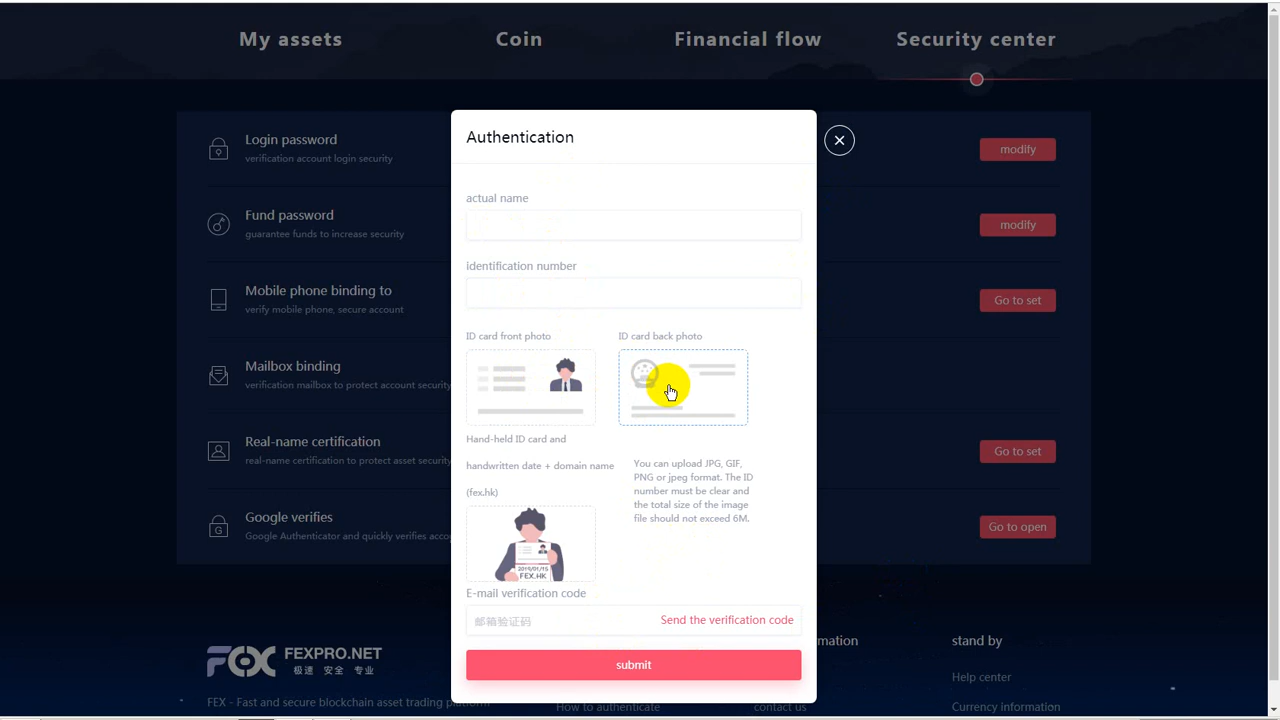 My assets
Coin
Financial flow
Security center
Login password
verification account login security
modify
Fund password
guarantee funds to increase security
modify
Mobile phone binding to
verify mobile phone, secure account
Go to set
Mailbox binding
verification mailbox to protect account security
Real-name certification
real-name certification to protect asset security
Go to set
Google verifies
Google Authenticator and quickly verifies acco
Go to open
Authentication
actual name
identification number
ID card front photo
ID card back photo
Hand-held ID card and
handwritten date + domain name
(fex.hk)
You can upload JPG, GIF,
PNG or jpeg format. The ID
number must be clear and
the total size of the image
file should not exceed 6M.
2019/01/15
FEX.HK
E-mail verification code
邮箱验证码
Send the verification code
submit
FEX
FEXPRO.NET
极速 安全 专业
FEX - Fast and secure blockchain asset trading platform
How to authenticate
mation
contact us
stand by
Help center
Currency information